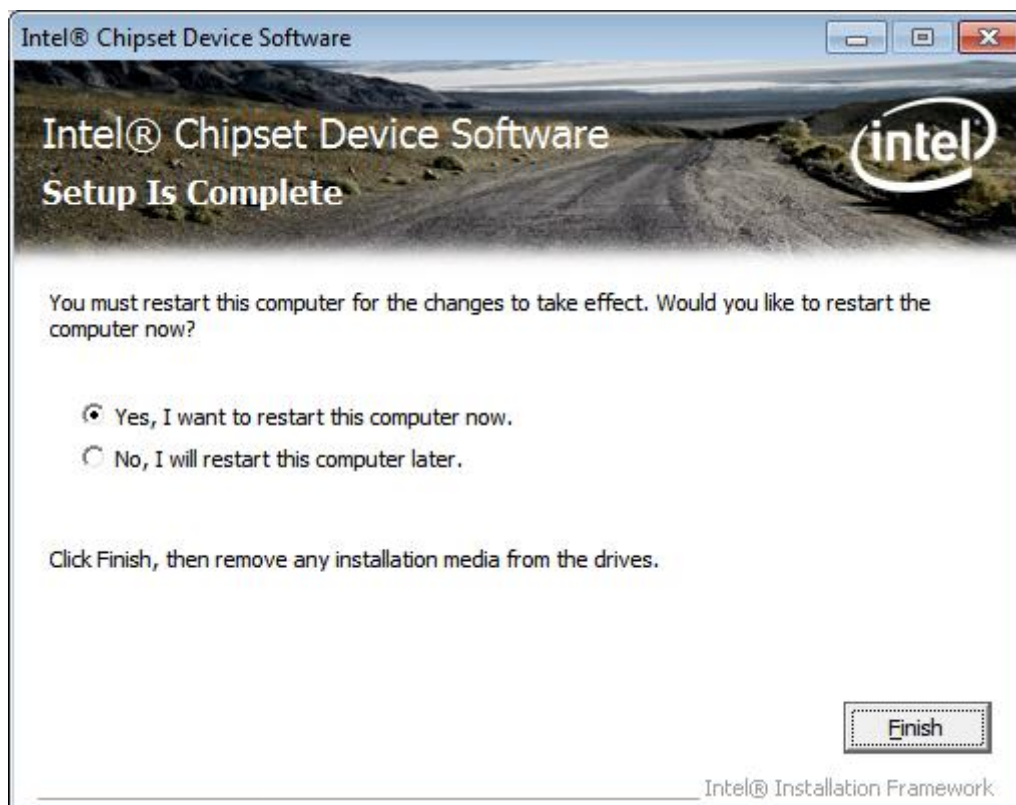 Intel® Chipset Device Software
Intel® Chipset Device Software
intel
Setup Is Complete
You must restart this computer for the changes to take effect. Would you like to restart the
computer now?
Yes, I want to restart this computer now.
No, I will restart this computer later.
Click Finish, then remove any installation media from the drives.
Finish
Intel® Installation Framework